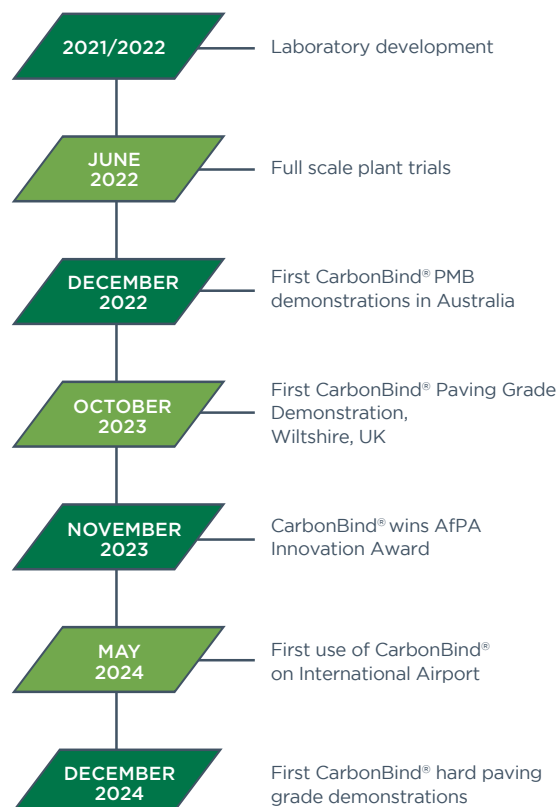 2021/2022
Laboratory development
JUNE
2022
Full scale plant trials
DECEMBER
2022
First CarbonBind® PMB
demonstrations in Australia
OCTOBER
2023
First CarbonBind® Paving Grade
Demonstration,
Wiltshire, UK
NOVEMBER
2023
CarbonBind® wins AfPA
Innovation Award
MAY
2024
First use of CarbonBind®
on International Airport
DECEMBER
2024
First CarbonBind® hard paving
grade demonstrations